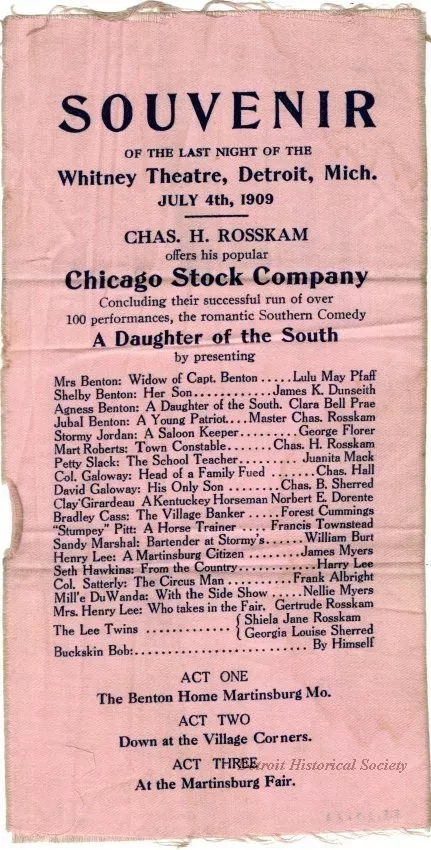 SOUVENIR
OF THE LAST NIGHT OF THE
Whitney Theatre, Detroit, Mich.
JULY 4th, 1909
CHAS. H. ROSSKAM
offers his popular
Chicago Stock Company
Concluding their successful run of over
100 performances, the romantic Southern Comedy
A Daughter of the South
by presenting
Mrs Benton: Widow of Capt. Benton.....Lulu May Pfaff
Shelby Benton: Her Son............James K. Dunseith
Agness Benton: A Daughter of the South. Clara Bell Prae
Jubal Benton: A Young Patriot....Master Chas. Rosskam
Stormy Jordan: A Saloon Keeper.........George Florer
Mart Roberts: Town Constable.......Chas. H. Rosskam
Petty Slack: The School Teacher.........Juanita Mack
Col. Galoway: Head of a Family Fued .......Chas. Hall
David Galoway: His Only Son .......Chas. B. Sherred
Clay Girardeau A Kentuckey Horseman Norbert E. Dorente
Bradley Cass: The Village Banker .....Forest Cummings
"Stumpey" Pitt: A Horse Trainer .... Francis Townstead
Sandy Marshal: Bartender at Stormy's......William Burt
Henry Lee: A Martinsburg Citizen .........James Myers
Seth Hawkins: From the Country..............Harry Lee
Col. Satterly: The Circus Man ..........Frank Albright
Mill'e DuWanda: With the Side Show .....Nellie Myers
Mrs. Henry Lee: Who takes in the Fair. Gertrude Rosskam
The Lee Twins ............. { Shiela Jane Rosskam
Georgia Louise Sherred
Buckskin Bob:.......................... By Himself
ACT ONE
The Benton Home Martinsburg Mo.
ACT TWO
Down at the Village Corners.
ACT THREE
Detroit Historical Society
At the Martinsburg Fair.